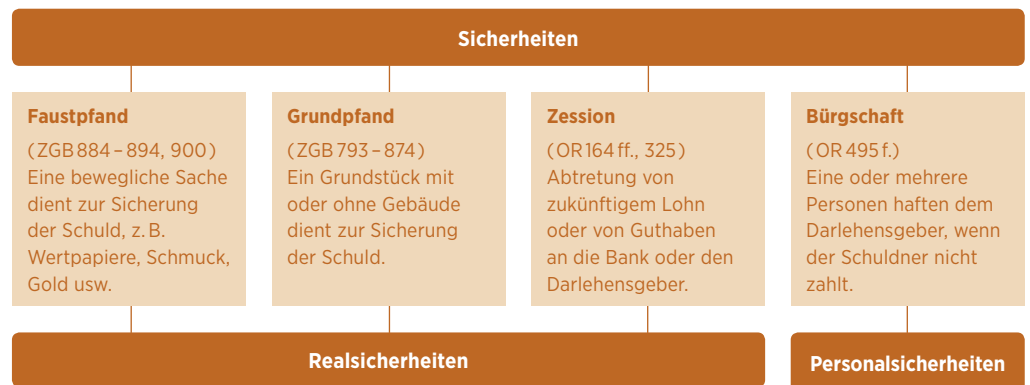 Sicherheiten
Faustpfand
(ZGB 884 – 894, 900)
Eine bewegliche Sache
dient zur Sicherung
der Schuld, z. B.
Wertpapiere, Schmuck,
Gold usw.
Grundpfand
(ZGB 793 – 874)
Ein Grundstück mit
oder ohne Gebäude
dient zur Sicherung
der Schuld.
Zession
(OR 164 ff., 325)
Abtretung von
zukünftigem Lohn
oder von Guthaben
an die Bank oder den
Darlehensgeber.
Bürgschaft
(OR 495 f.)
Eine oder mehrere
Personen haften dem
Darlehensgeber, wenn
der Schuldner nicht
zahlt.
Realsicherheiten
Personalsicherheiten